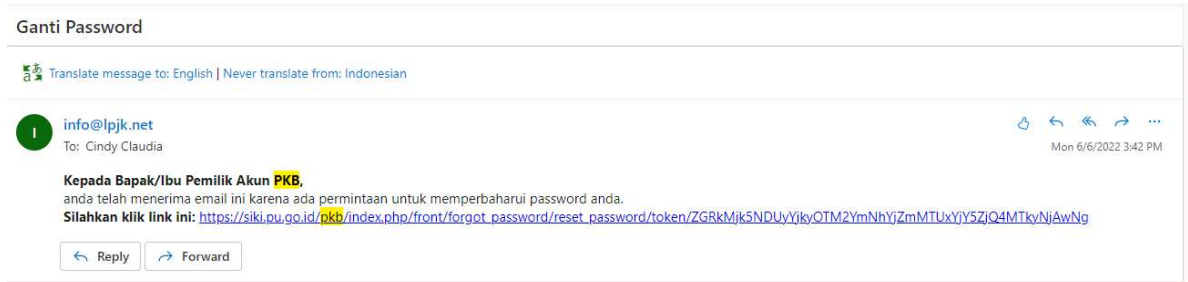 Ganti Password
Translate message to: English | Never translate from: Indonesian
I
info@lpjk.net
To: Cindy Claudia
Mon 6/6/2022 3:42 PM
Kepada Bapak/Ibu Pemilik Akun PKB,
anda telah menerima email ini karena ada permintaan untuk memperbaharui password anda.
Silahkan klik link ini: https://siki.pu.go.id/pkb/index.php/front/forgot_password/reset_password/token/ZGRkMjk5NDUyYjkyOTM2YmNhYjZmMTUxYjY5ZjQ4MTkyNjAwNg
Reply
Forward